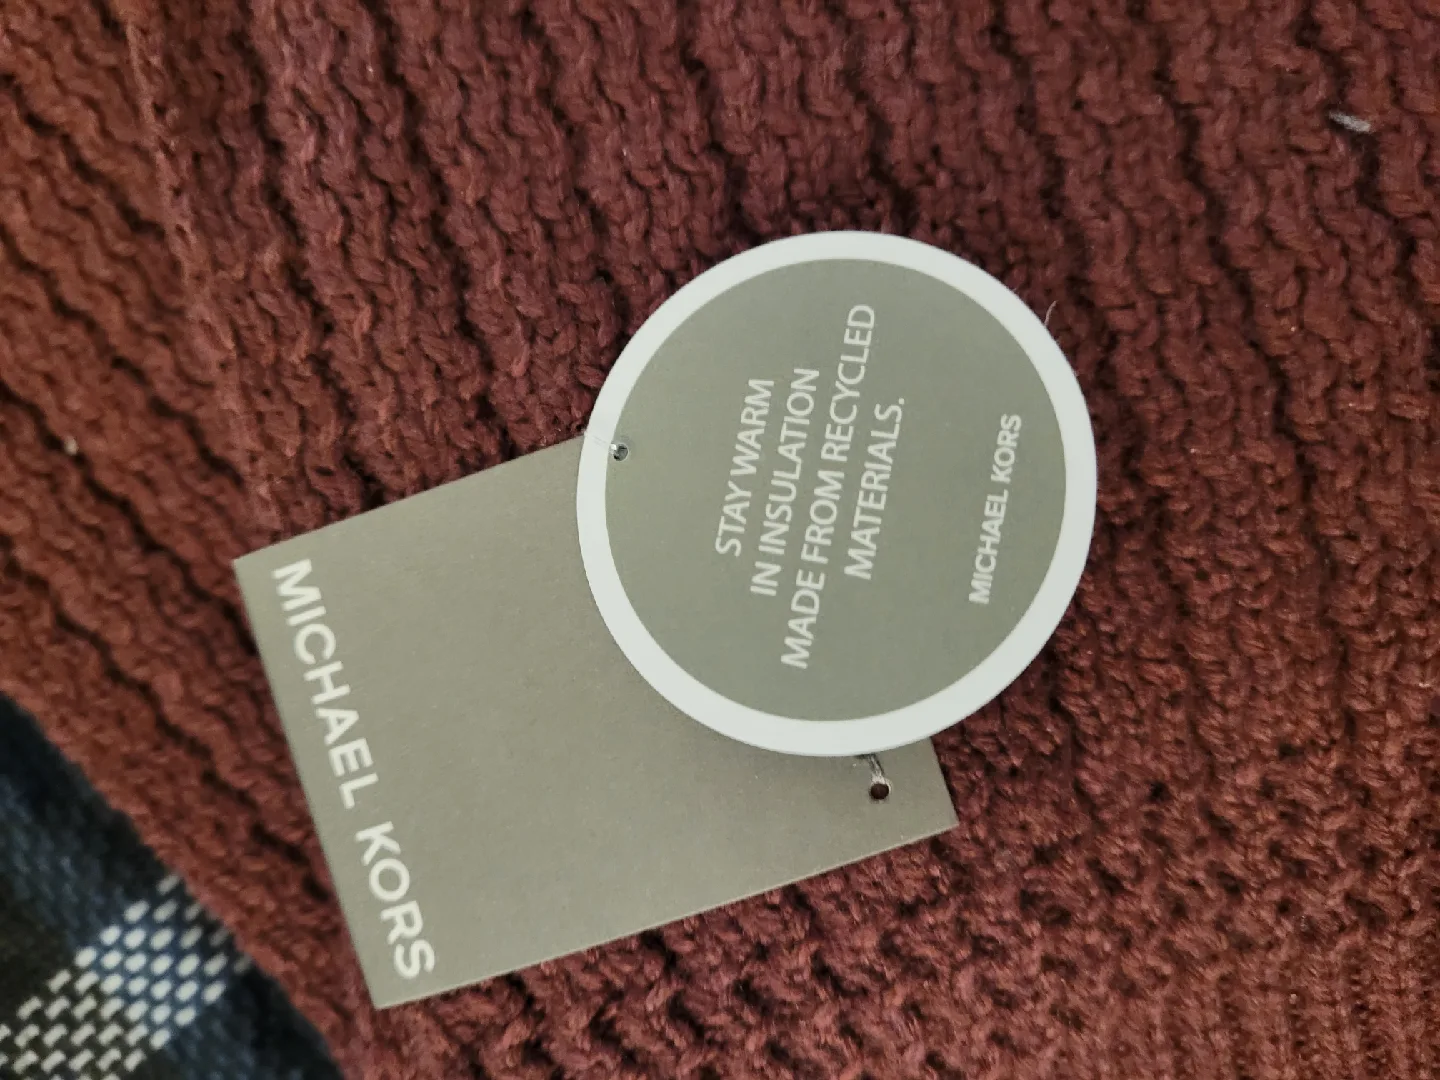 STAY WARM
IN INSULATION
MADE FROM RECYCLED
MATERIALS.
MICHAEL KORS
MICHAEL KORS